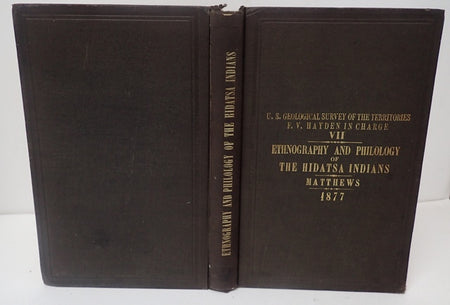 ETHNOGRAPHY AND PHILOLOGY OF THE HIDATSA INDIANS
U. S. GEOLOGICAL SURVEY OF THE TERRITORIES
F. V. HAYDEN IN CHARGE
VII
ETHNOGRAPHY AND PHILOLOGY
OF
THE HIDATSA INDIANS
MATTHEWS
1877